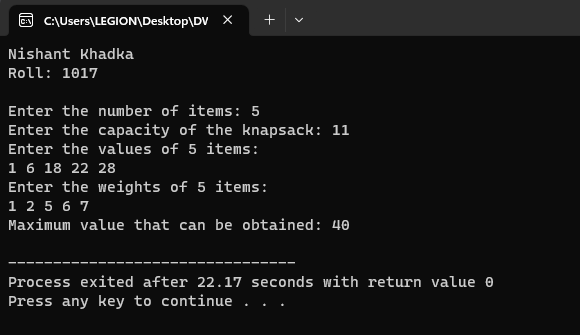 C:\Users\LEGION\Desktop\DW
Nishant Khadka
Roll: 1017
Enter the number of items: 5
Enter the capacity of the knapsack: 11
Enter the values of 5 items:
1 6 18 22 28
Enter the weights of 5 items:
1 2 5 6 7
Maximum value that can be obtained: 40
--------------------------------
Process exited after 22.17 seconds with return value 0
Press any key to continue . . .